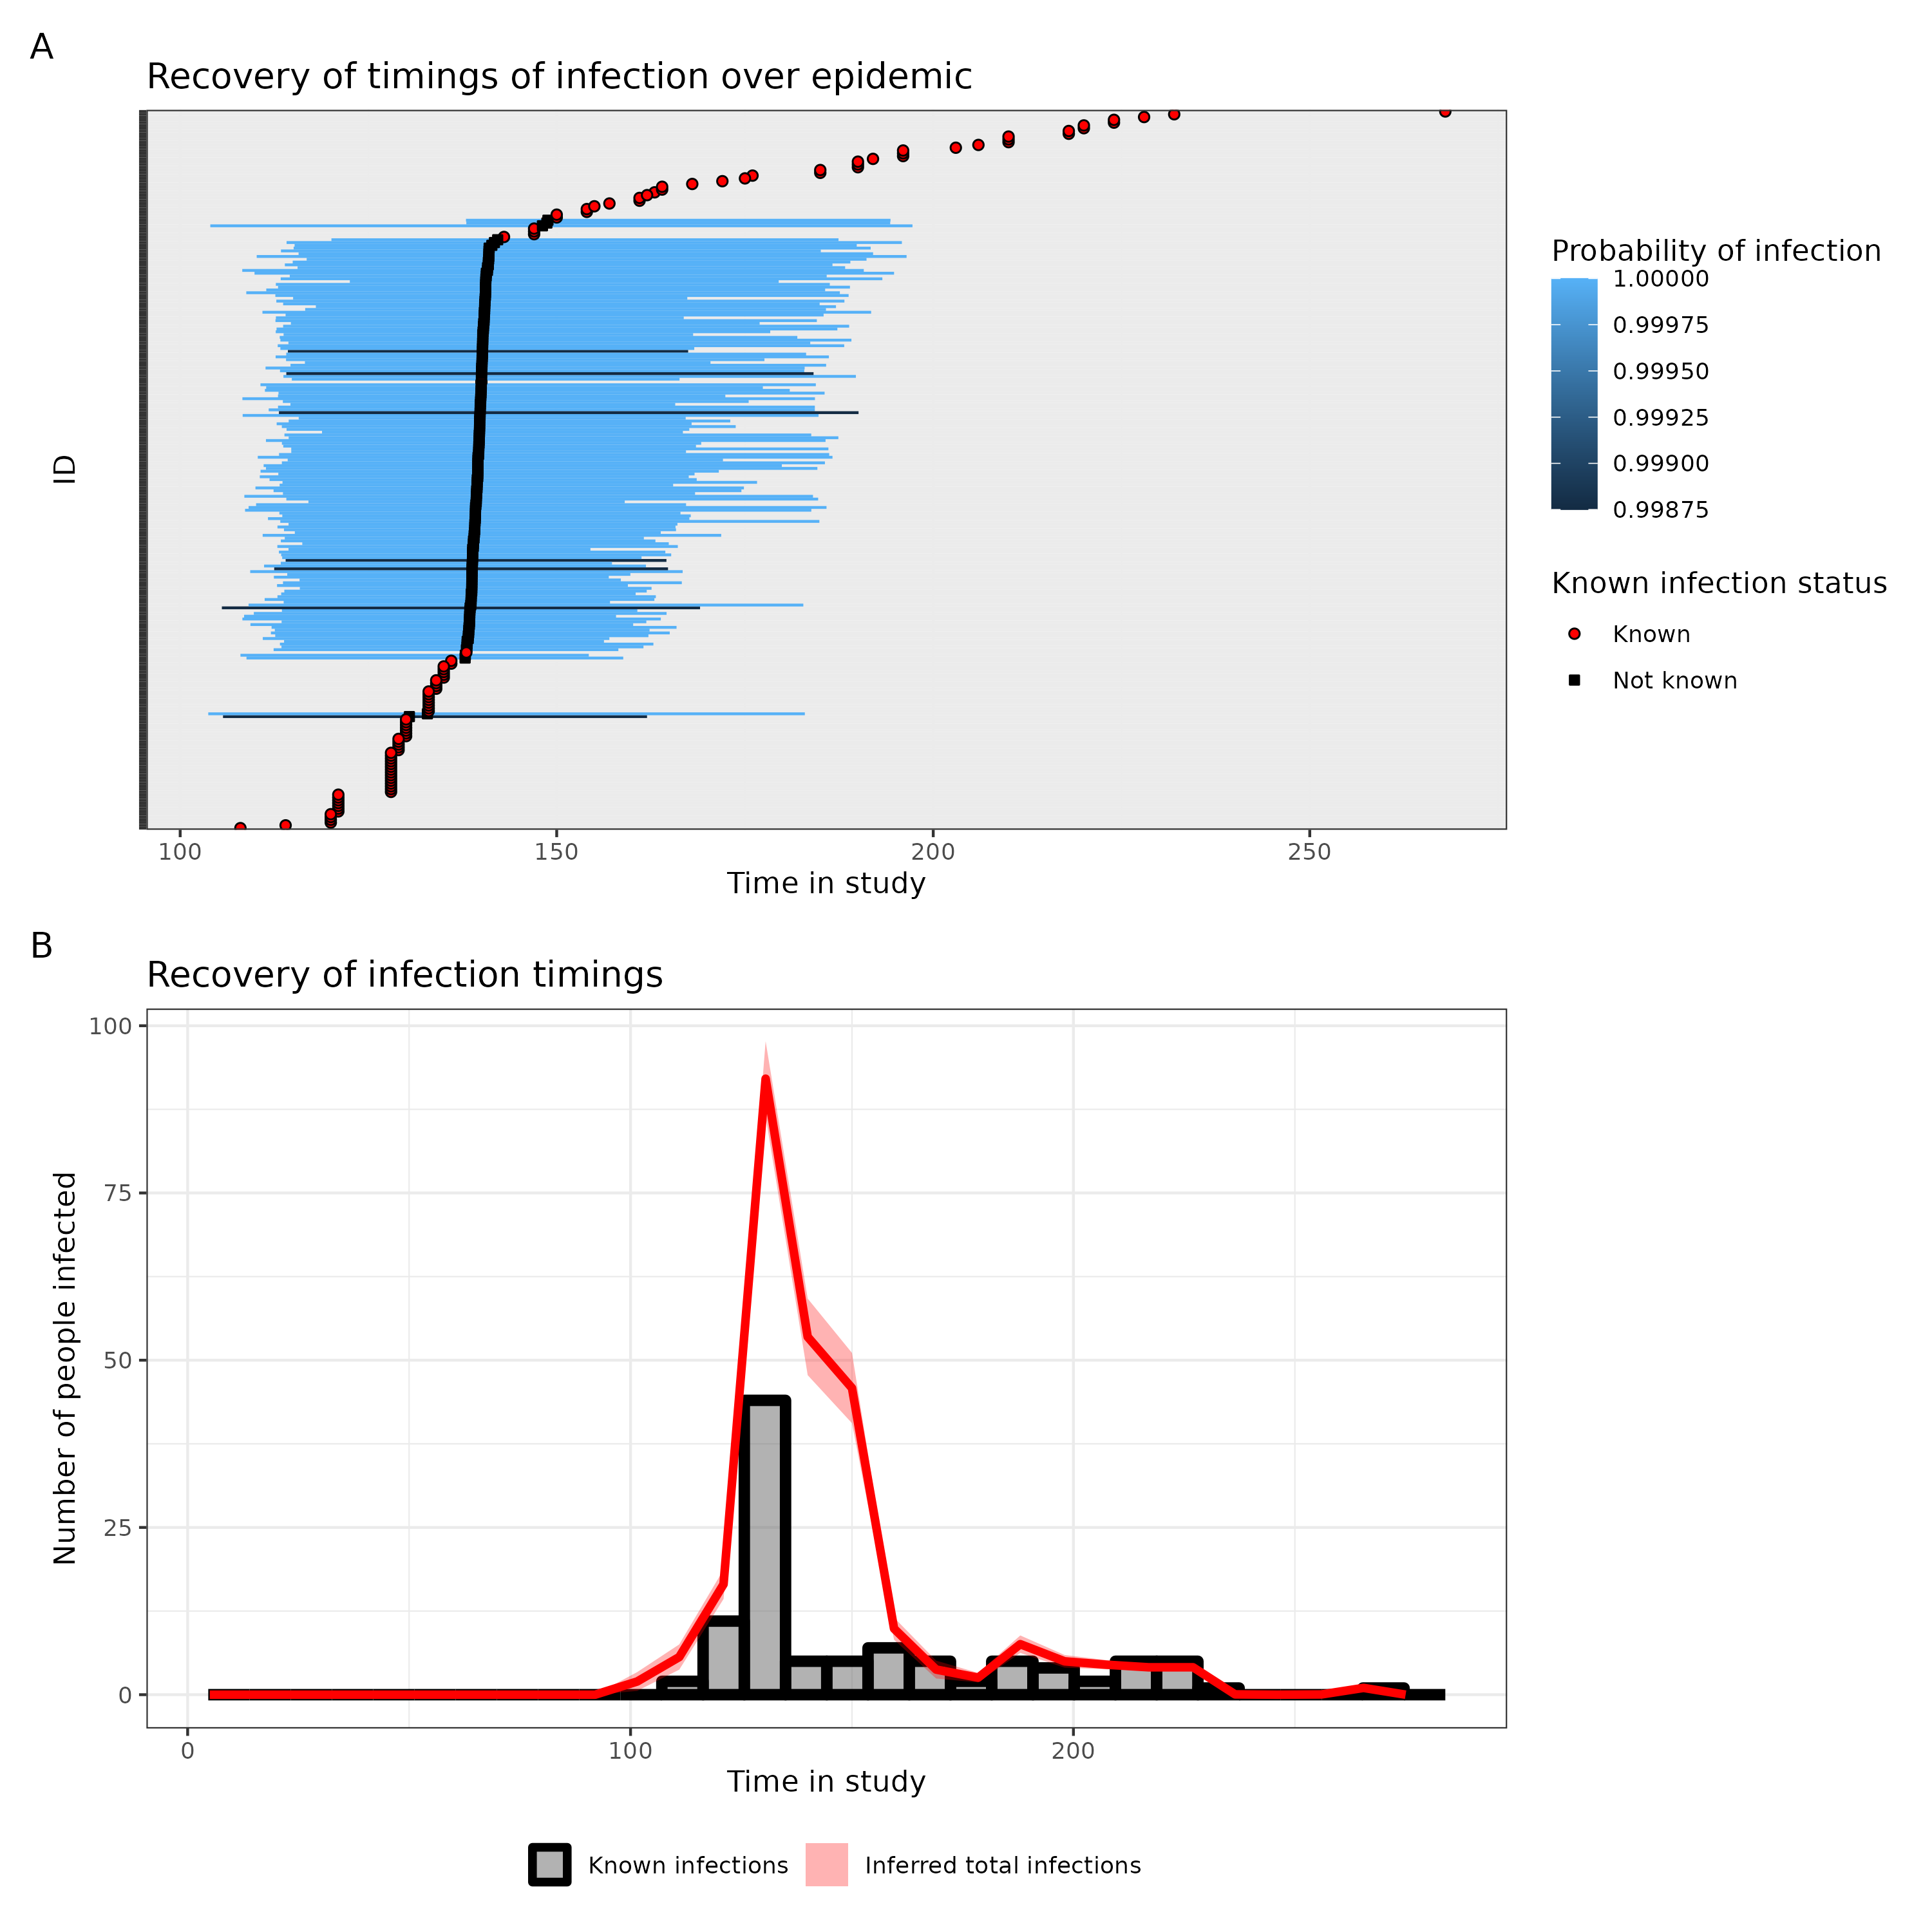 A
Recovery of timings of infection over epidemic
ID
100 150 200 250
Time in study
Probability of infection
1.00000
0.99975
0.99950
0.99925
0.99900
0.99875
Known infection status
Known
Not known
B
Recovery of infection timings
Number of people infected
100
75
50
25
0
0 100 200
Time in study
Known infections Inferred total infections